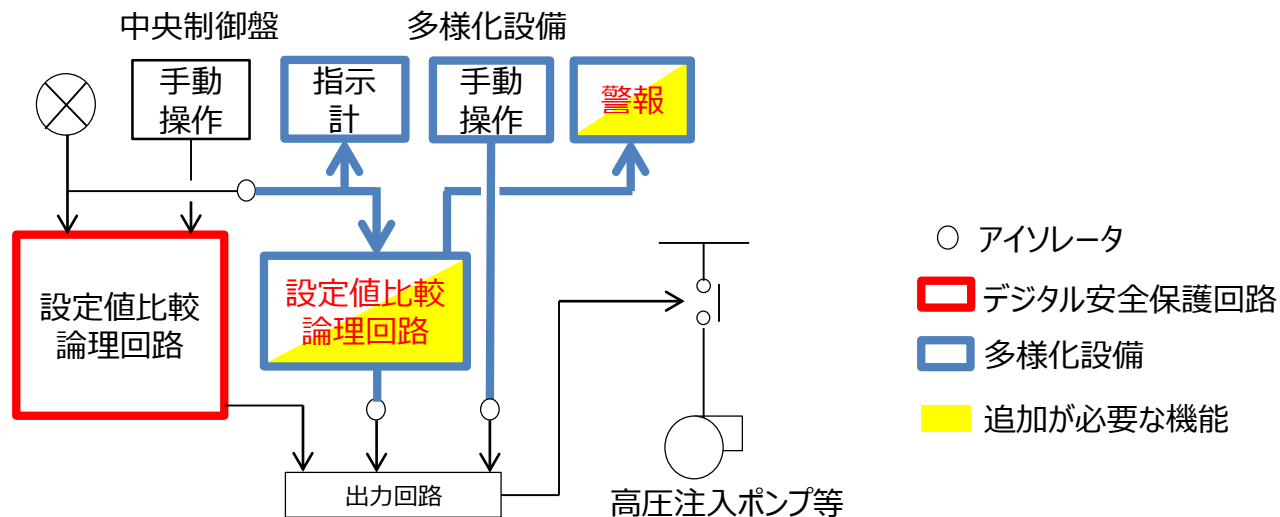 中央制御盤
多様化設備
手動
操作
指示
計
手動
操作
警報
設定値比較
論理回路
設定値比較
論理回路
出力回路
高圧注入ポンプ等
アイソレータ
デジタル安全保護回路
多様化設備
追加が必要な機能